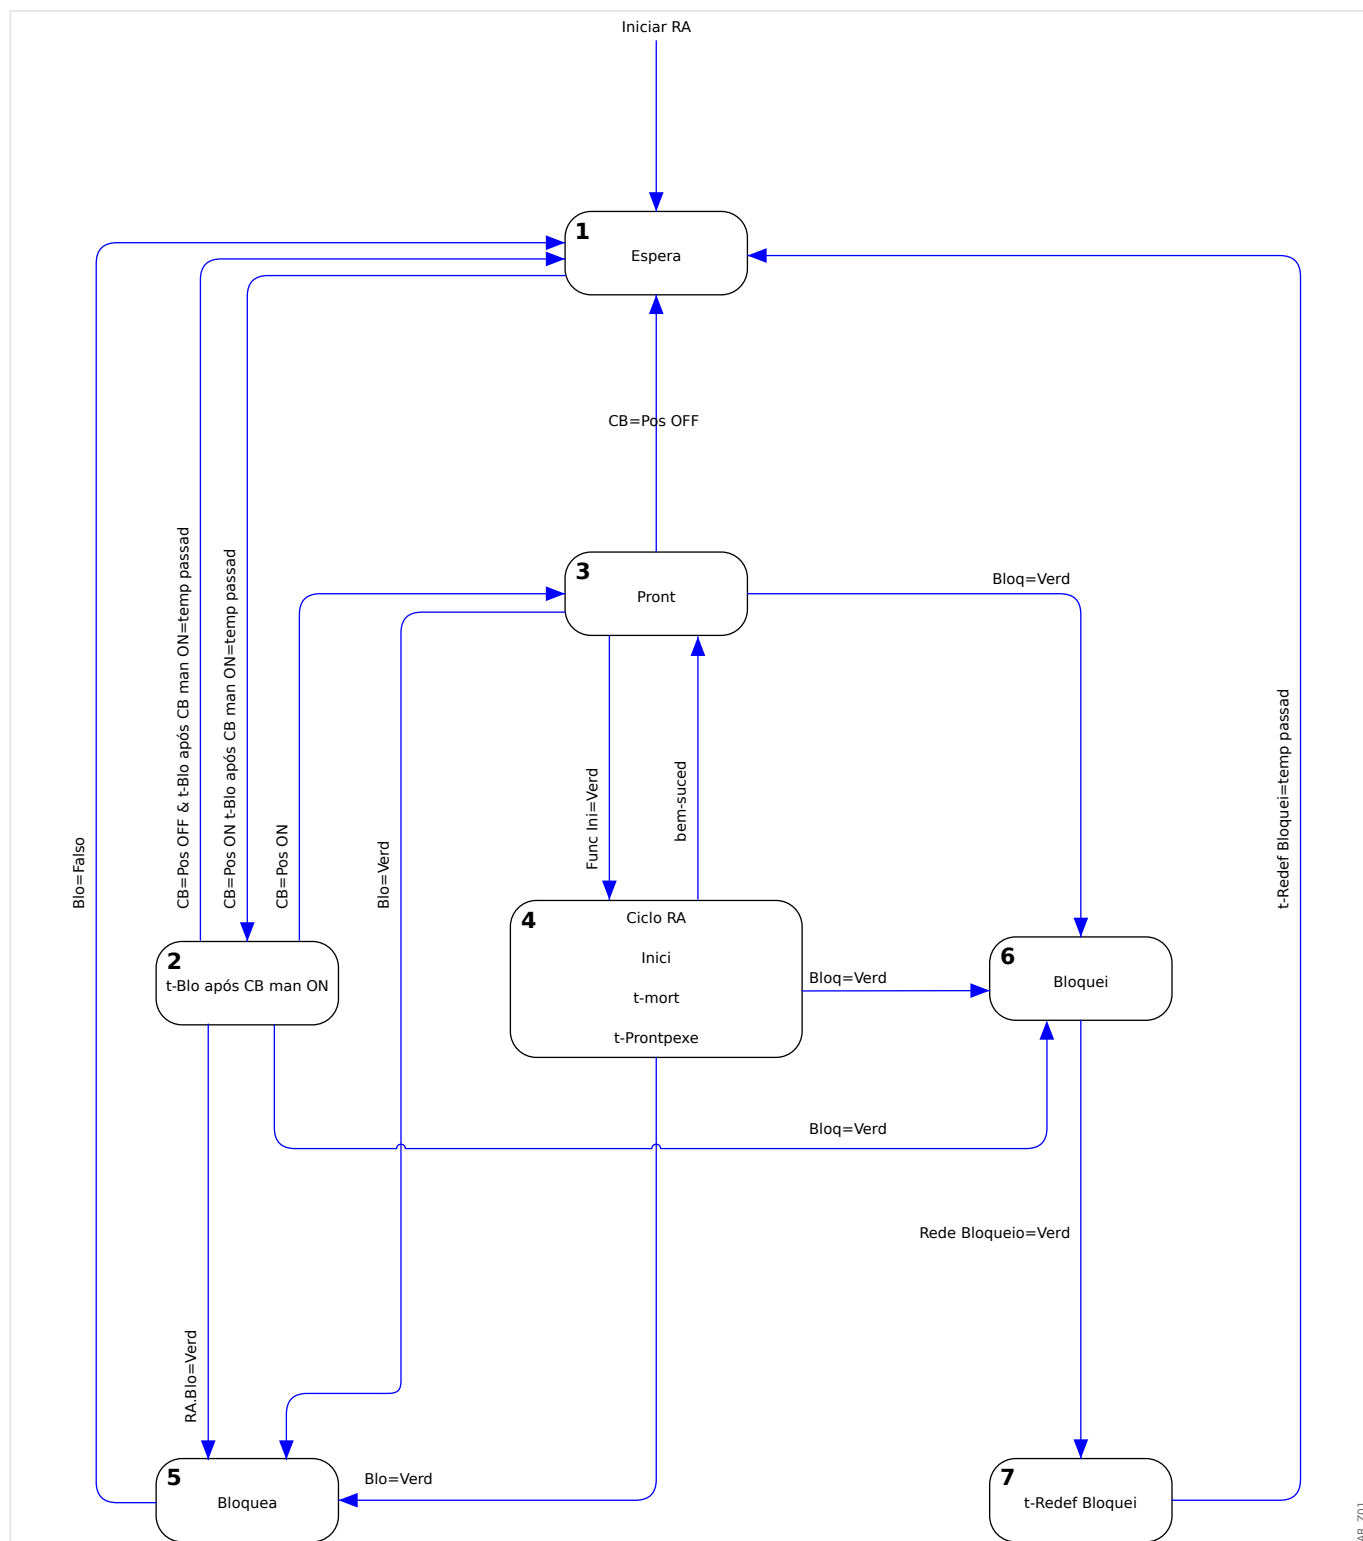 Iniciar RA
1
Espera
CB=Pos OFF
3
Pront
Bloq=Verd
CB=Pos OFF & t-Blo após CB man ON=temp passad
CB=Pos ON t-Blo após CB man ON=temp passad
CB=Pos ON
Blo=Falso
Blo=Verd
Func Ini=Verd
bem-suced
t-Redef Bloquei=temp passad
2
t-Blo após CB man ON
4
Ciclo RA
Inici
t-mort
t-Prontpexe
Bloq=Verd
6
Bloquei
Bloq=Verd
Rede Bloqueio=Verd
RA.Blo=Verd
5
Bloquea
Blo=Verd
7
t-Redef Bloquei
AR_Z01